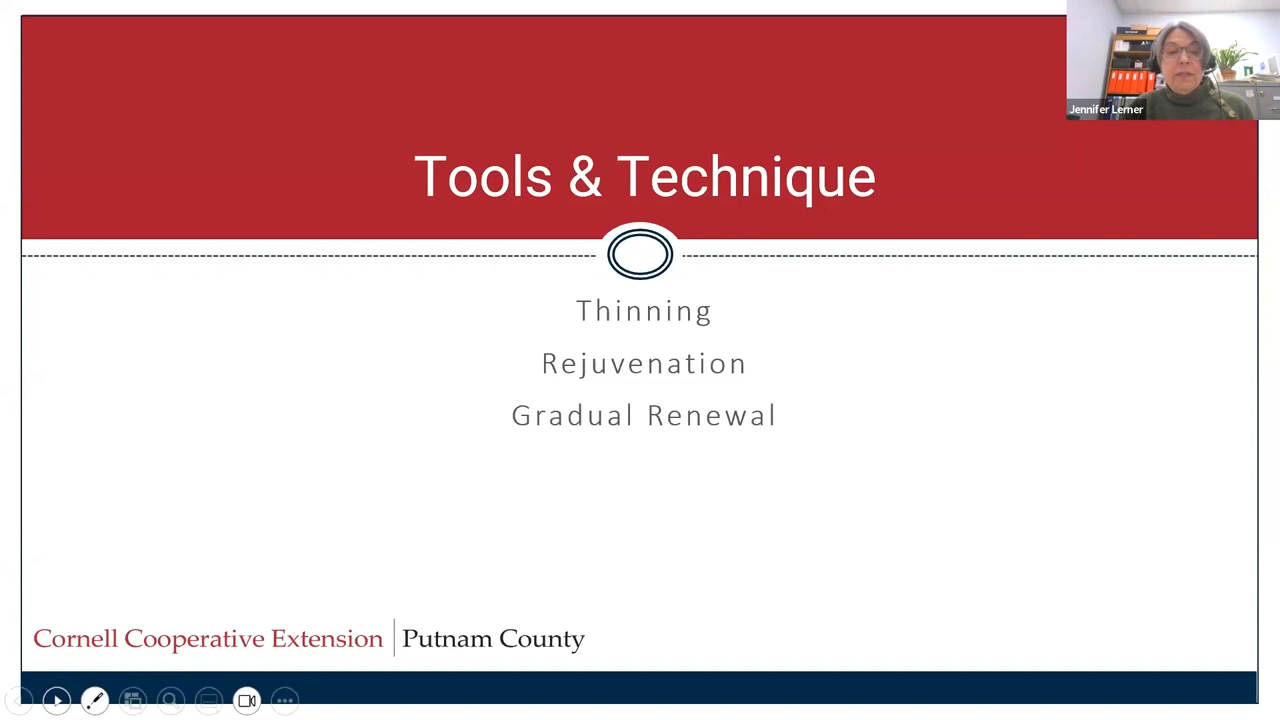 Jennifer Lerner
Tools & Technique
Thinning
Rejuvenation
Gradual Renewal
Cornell Cooperative Extension | Putnam County